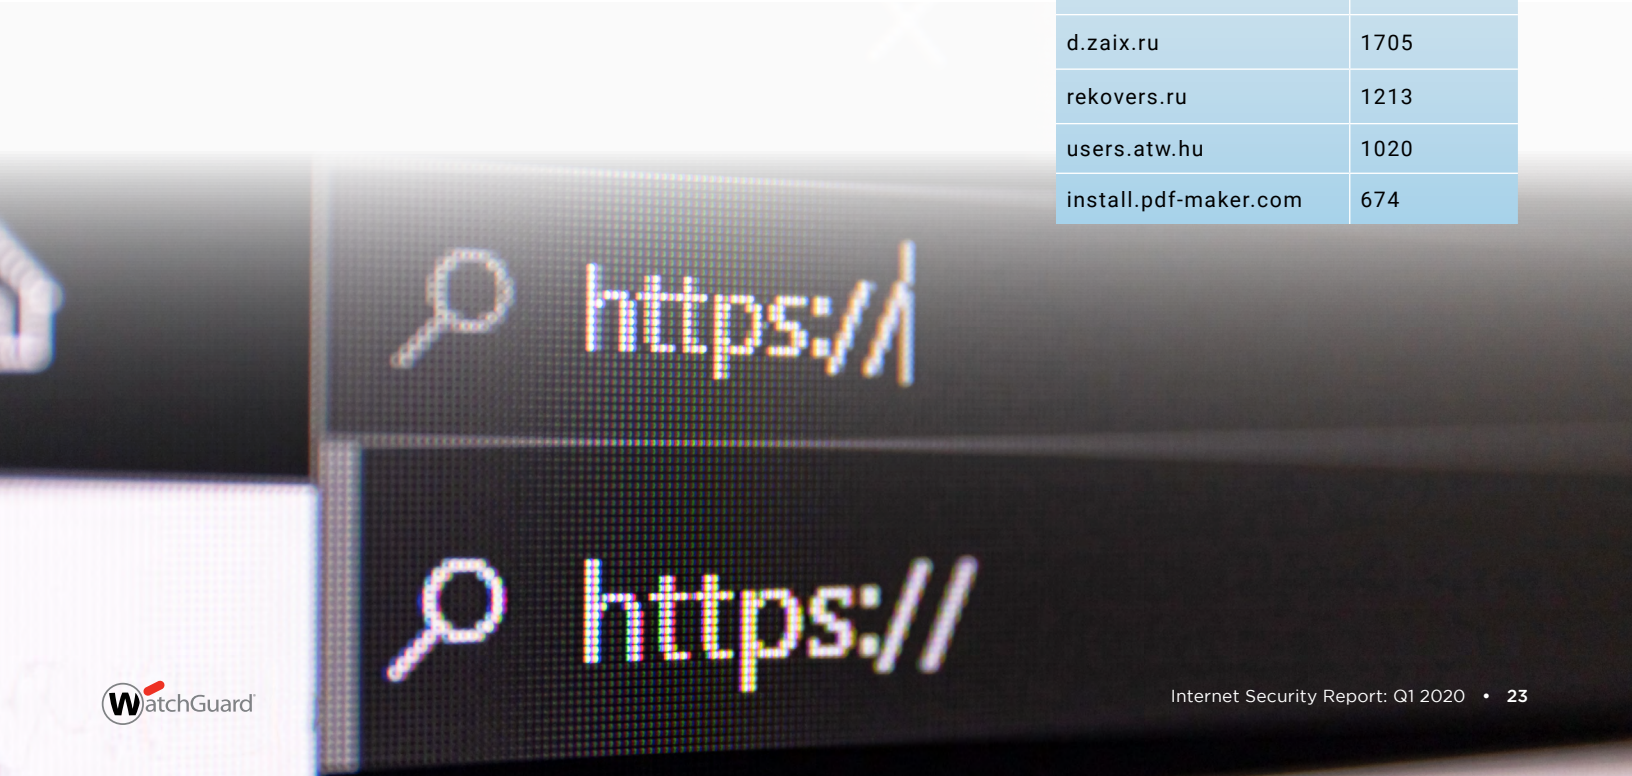 d.zaix.ru 1705
rekovers.ru 1213
users.atw.hu 1020
install.pdf-maker.com 674
https://
https://
WatchGuard
Internet Security Report: Q1 2020 • 23